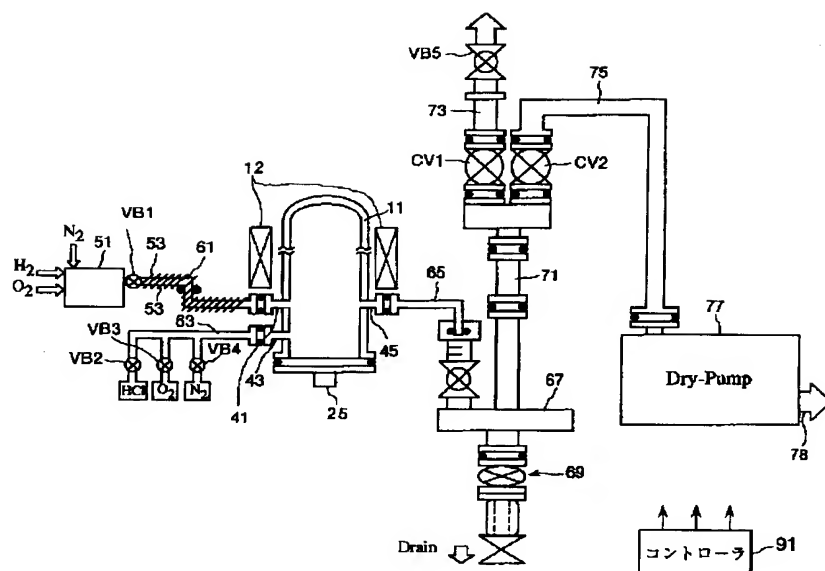 VB5
75
73
CV1
CV2
12
11
VB1
N2
51
53
61
H2
O2
53
71
65
63
VB3
VB2
VB4
HCl
O2
N2
41
43
45
25
67
77
Dry-Pump
78
69
Drain
コントローラ
91